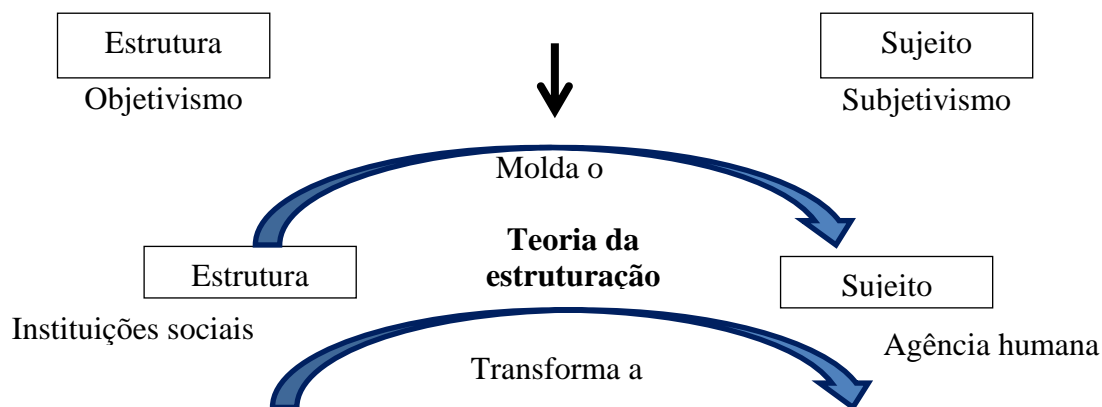 Estrutura
Sujeito
Objetivismo
Subjetivismo
Molda o
Teoria da
estruturação
Estrutura
Sujeito
Instituições sociais
Agência humana
Transforma a